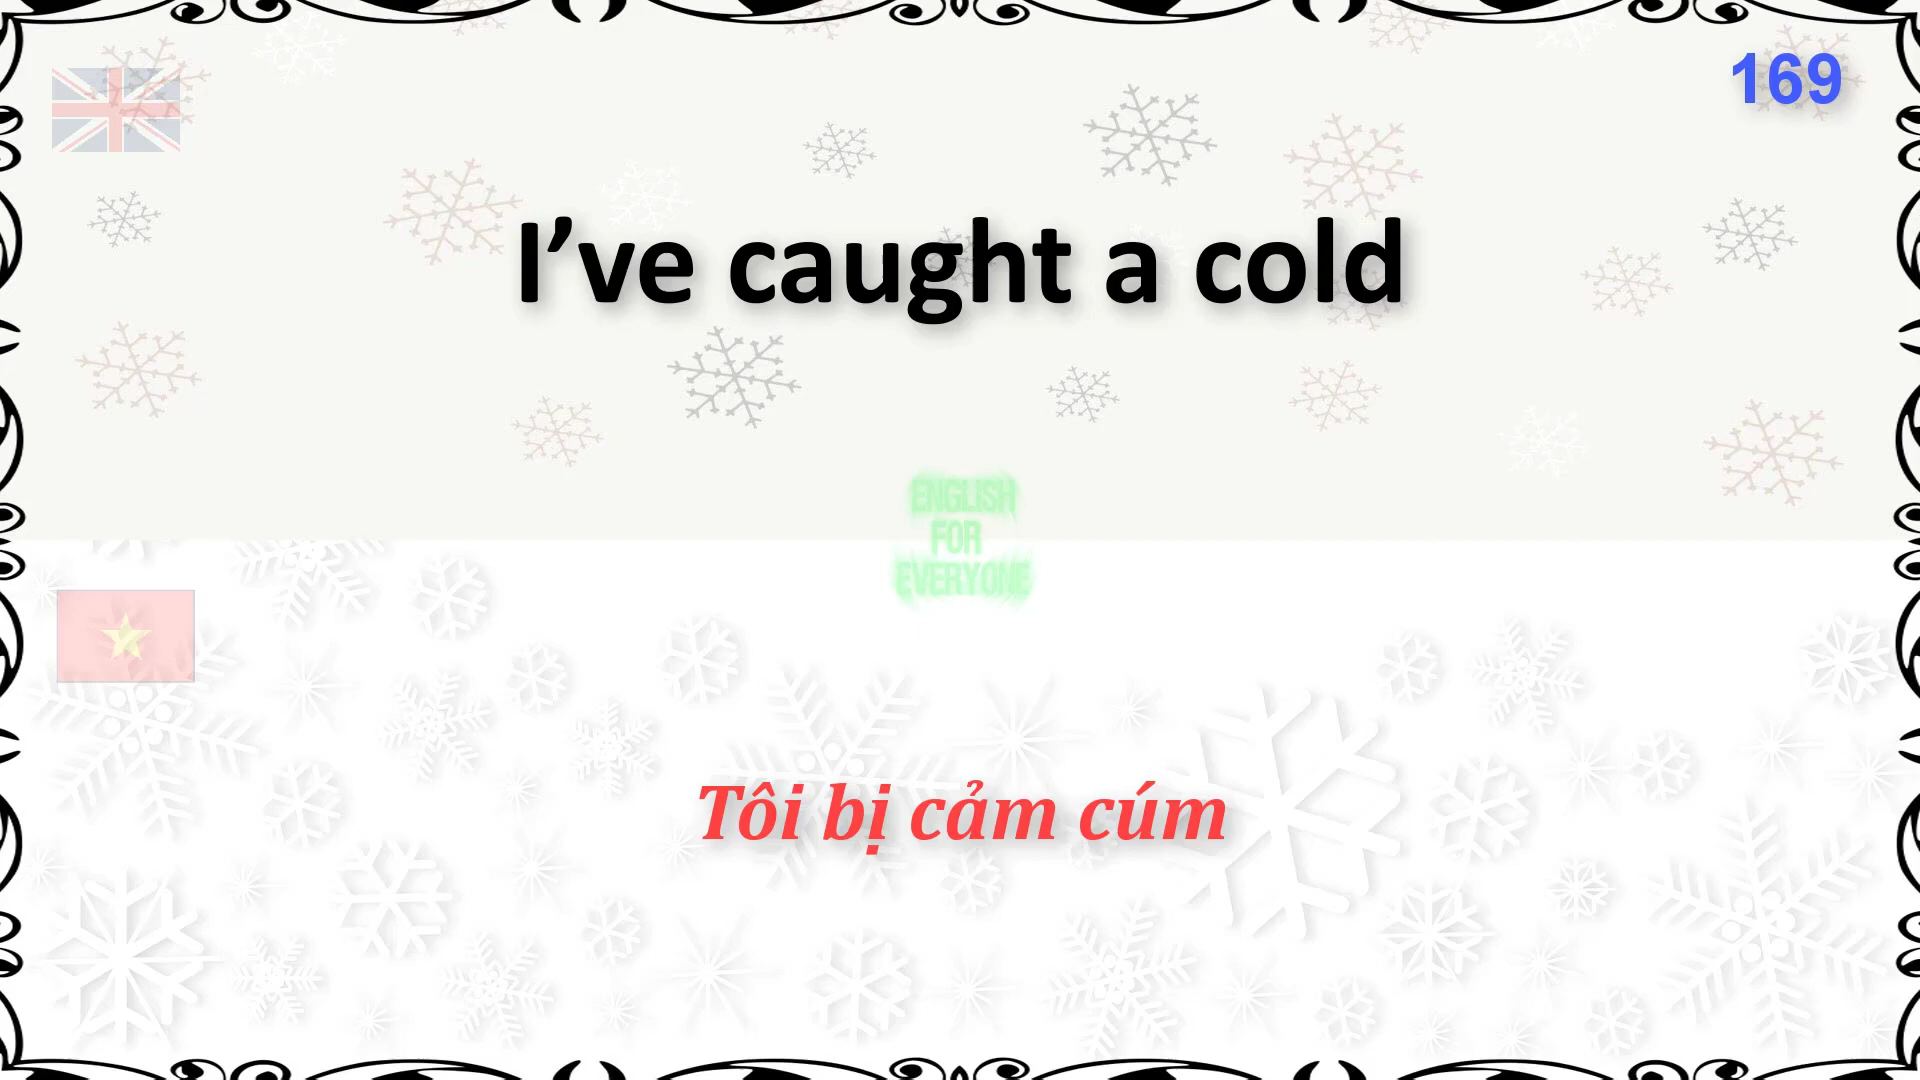 169
I’ve caught a cold
ENGLISH
FOR
EVERYONE
Tôi bị cảm cúm